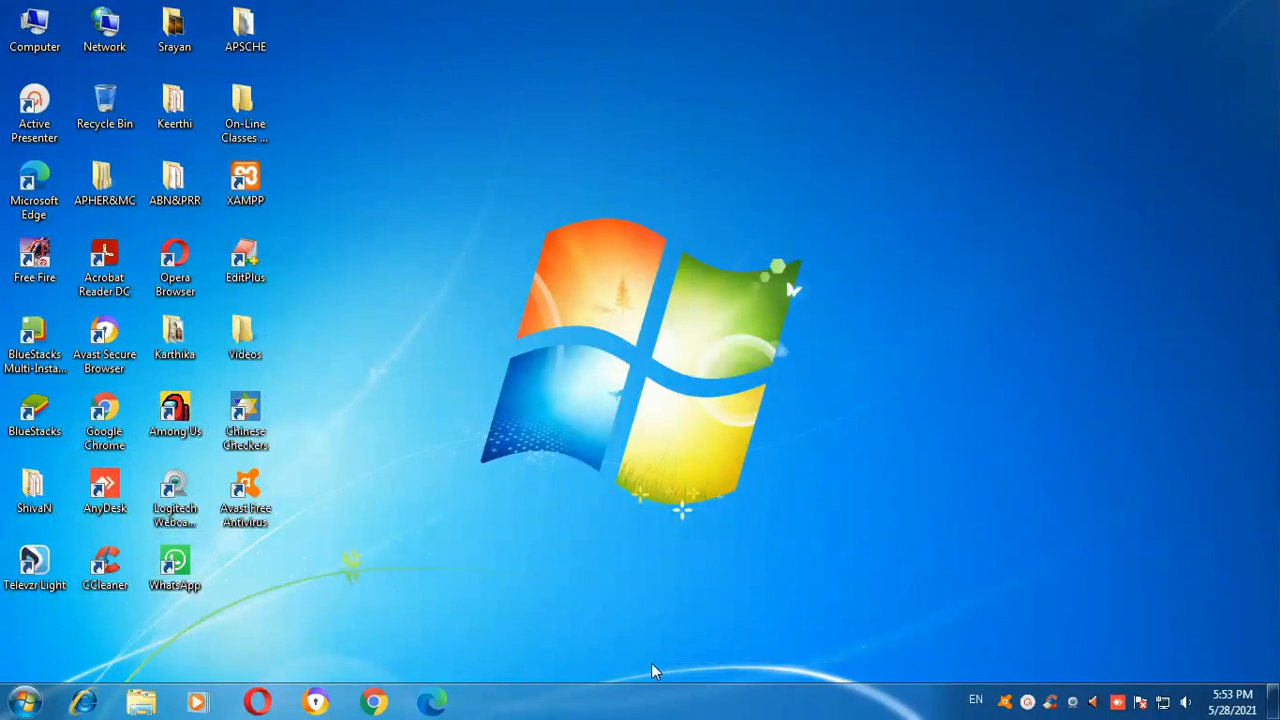 Computer
Network
Srayan
APSCHE
Active
Presenter
Recycle Bin
Keerthi
On-Line
Classes ...
Microsoft
Edge
APHER&MC
ABN&PRR
XAMPP
Free Fire
Acrobat
Reader DC
Opera
Browser
EditPlus
BlueStacks
Multi-Insta...
Avast Secure
Browser
Karthika
Videos
BlueStacks
Google
Chrome
Among Us
Chinese
Checkers
ShivaN
AnyDesk
Logitech
Webca...
Avast Free
Antivirus
Televzr Light
CCleaner
WhatsApp
EN
5:53 PM
5/28/2021